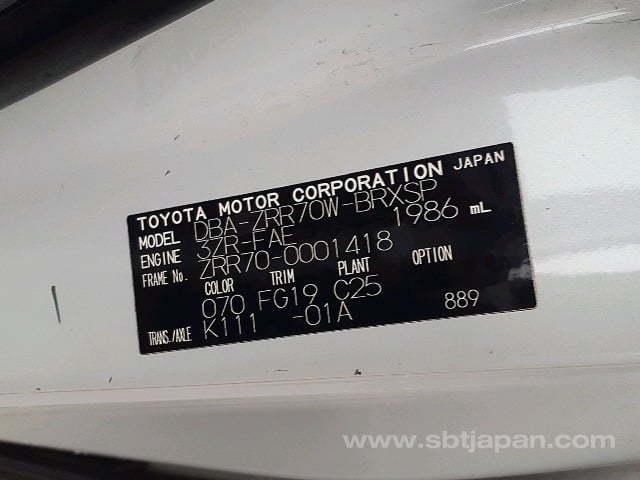 TOYOTA MOTOR CORPORATION JAPAN
MODEL DBA-ZRR70W-BRXSP
ENGINE 3ZR-FAE 1986 mL
FRAME No. ZRR70-0001418
COLOR TRIM PLANT OPTION
070 FG19 C25
TRANS./AXLE K111 -01A 889
www.sbtjapan.com